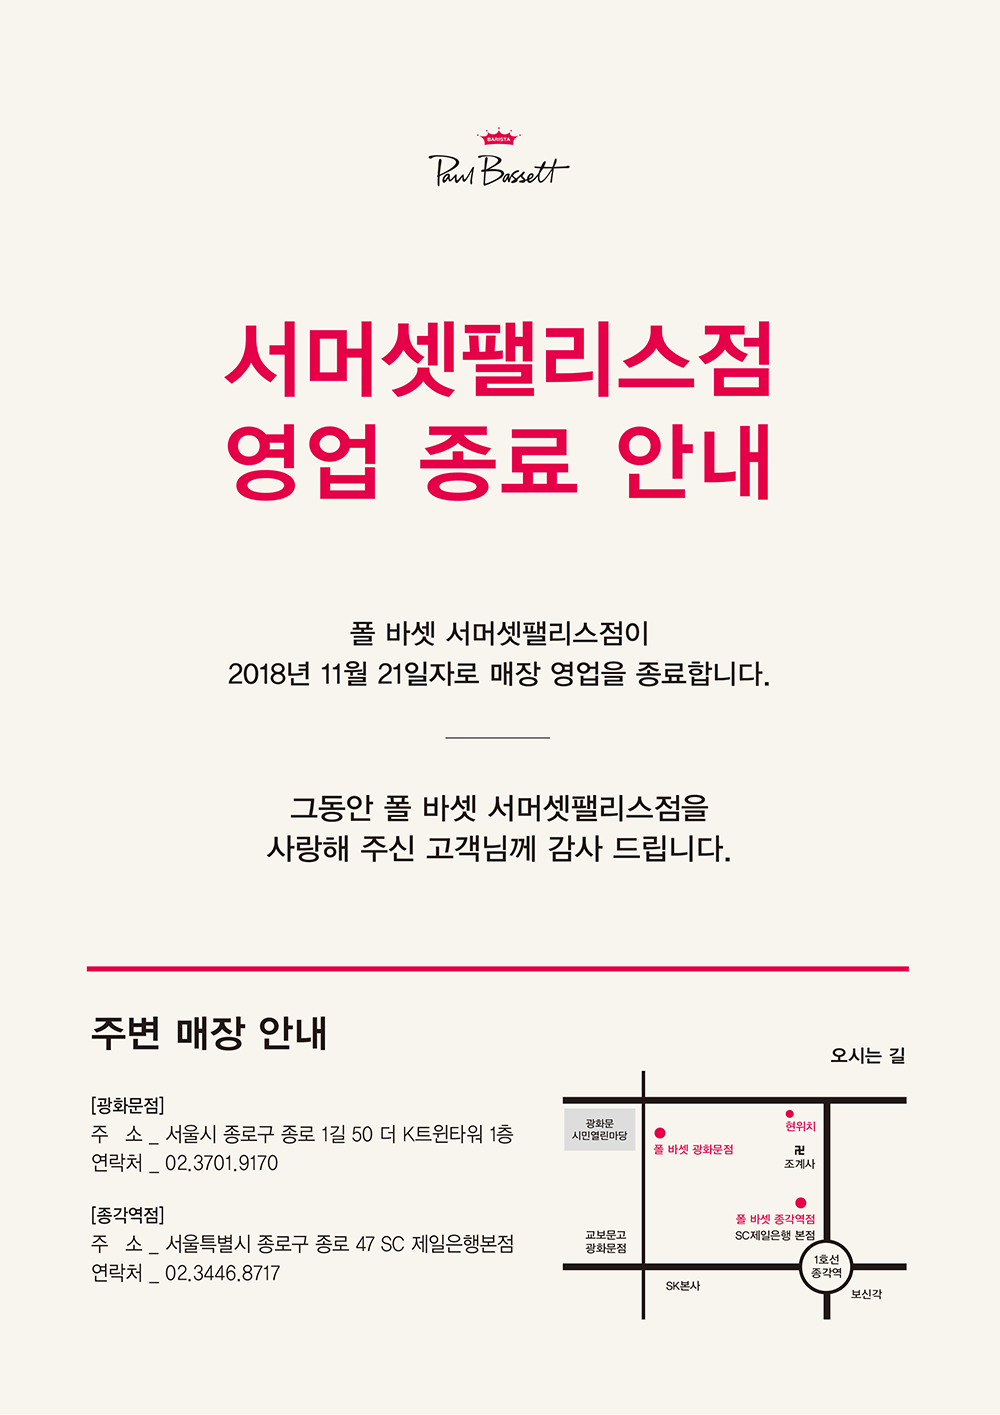 BARISTA
Paul Bassett
서머셋팰리스점
영업 종료 안내
폴 바셋 서머셋팰리스점이
2018년 11월 21일자로 매장 영업을 종료합니다.
그동안 폴 바셋 서머셋팰리스점을
사랑해 주신 고객님께 감사 드립니다.
주변 매장 안내
[광화문점]
주 소 _ 서울시 종로구 종로 1길 50 더 K트윈타워 1층
연락처 _ 02.3701.9170
[종각역점]
주 소 _ 서울특별시 종로구 종로 47 SC 제일은행본점
연락처 _ 02.3446.8717
오시는 길
광화문
시민열린마당
폴 바셋 광화문점
현위치
卍
조계사
폴 바셋 종각역점
SC제일은행 본점
교보문고
광화문점
1호선
종각역
SK본사
보신각